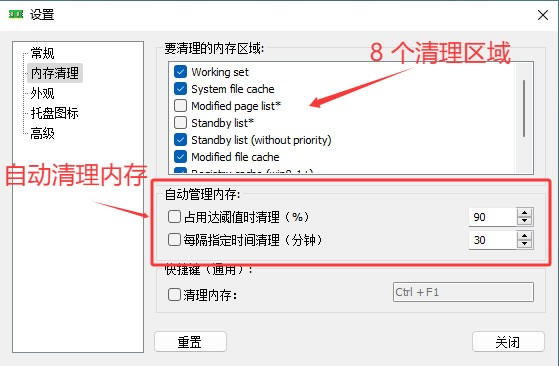 设置
常规
内存清理
外观
托盘图标
高级
要清理的内存区域:
8 个清理区域
Working set
System file cache
Modified page list*
Standby list*
Standby list (without priority)
Modified file cache
Registry cache (win8.1+)
自动清理内存
自动管理内存:
占用达阈值时清理（%）
90
每隔指定时间清理（分钟）
30
快捷键（通用）:
清理内存:
Ctrl + F1
重置
关闭